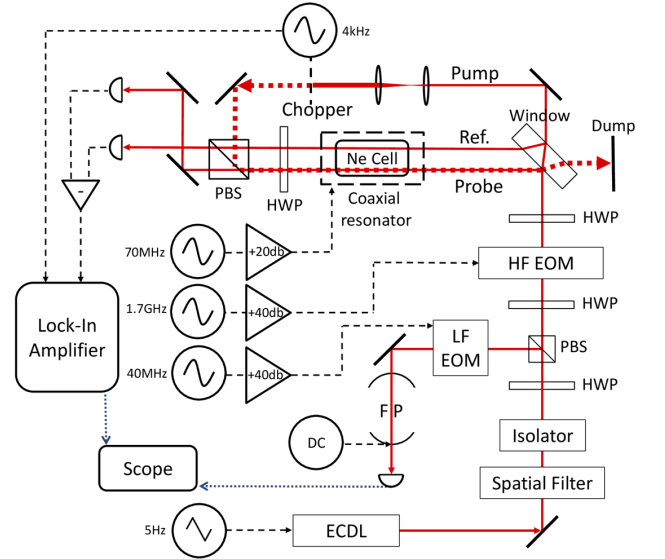 4kHz
Pump
Chopper
Window
Dump
Ref.
Ne Cell
Probe
PBS
HWP
Coaxial
resonator
HWP
-
70MHz
+20db
HF EOM
1.7GHz
+40db
HWP
Lock-In
Amplifier
LF
EOM
PBS
40MHz
+40db
HWP
FP
DC
Isolator
Scope
Spatial Filter
5Hz
ECDL